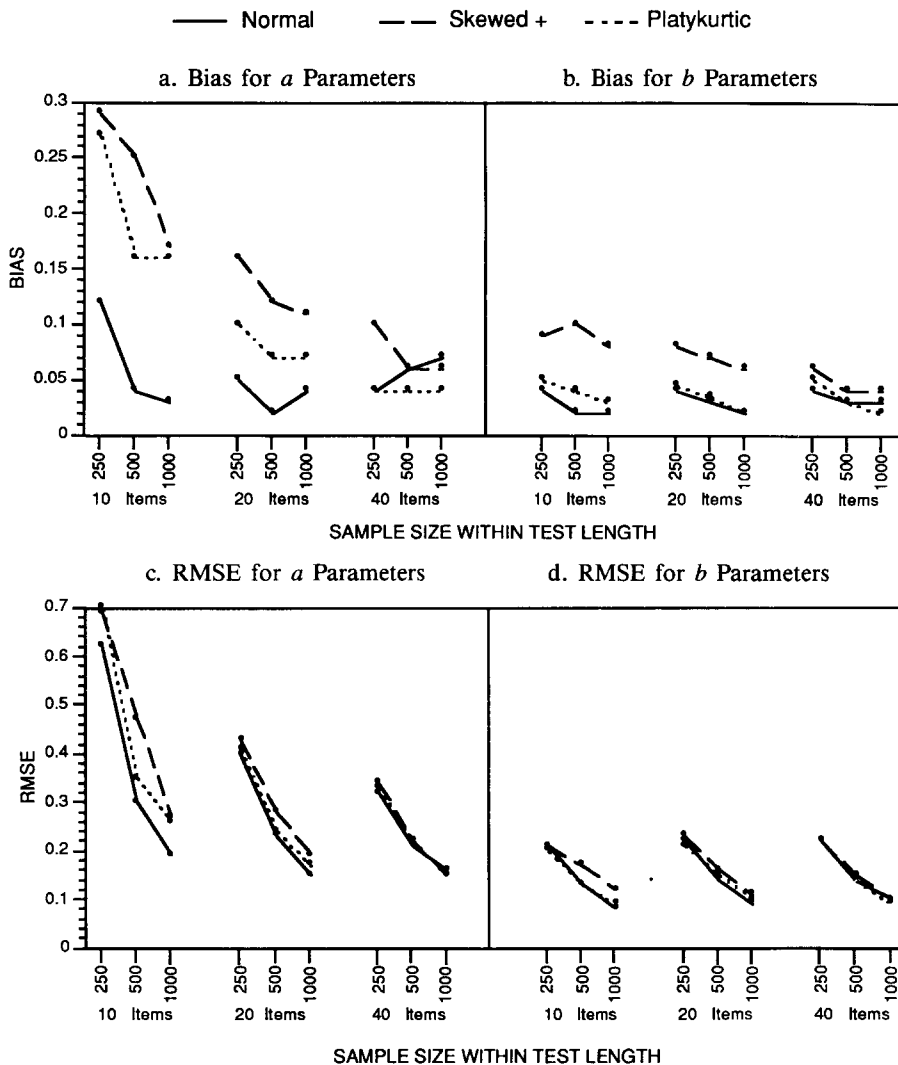 Normal Skewed + Platykurtic
a. Bias for a Parameters
b. Bias for b Parameters
BIAS
0.3
0.25
0.2
0.15
0.1
0.05
0
250 500 1000 250 500 1000 250 500 1000
10 Items 20 Items 40 Items
250 500 1000 250 500 1000 250 500 1000
10 Items 20 Items 40 Items
SAMPLE SIZE WITHIN TEST LENGTH
c. RMSE for a Parameters
d. RMSE for b Parameters
RMSE
0.7
0.6
0.5
0.4
0.3
0.2
0.1
0
250 500 1000 250 500 1000 250 500 1000
10 Items 20 Items 40 Items
250 500 1000 250 500 1000 250 500 1000
10 Items 20 Items 40 Items
SAMPLE SIZE WITHIN TEST LENGTH